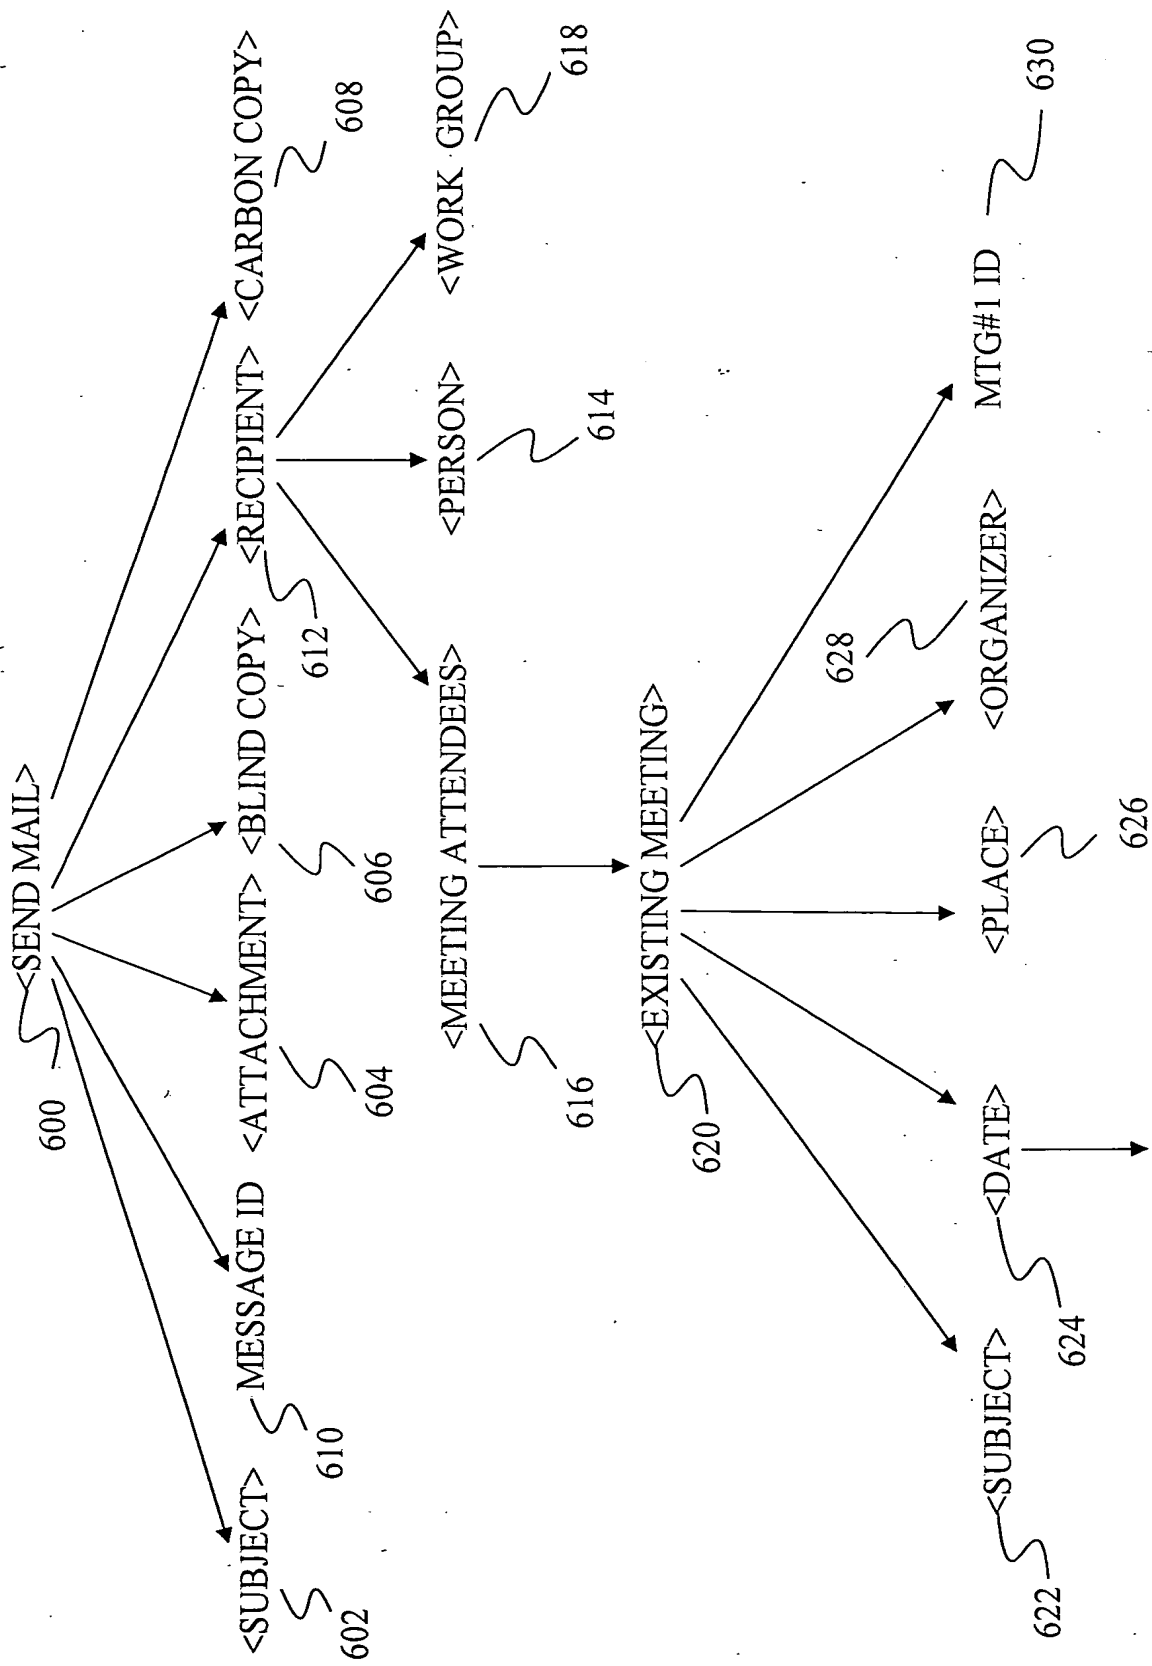 <SEND MAIL>
600
<SUBJECT> MESSAGE ID <ATTACHMENT> <BLIND COPY> <RECIPIENT> <CARBON COPY>
602 610 604 606 612 608
<MEETING ATTENDEES> <PERSON> <WORK GROUP>
616 614 618
<EXISTING MEETING>
620
628
<SUBJECT> <DATE> <PLACE> <ORGANIZER> MTG#1 ID
622 624 626 630